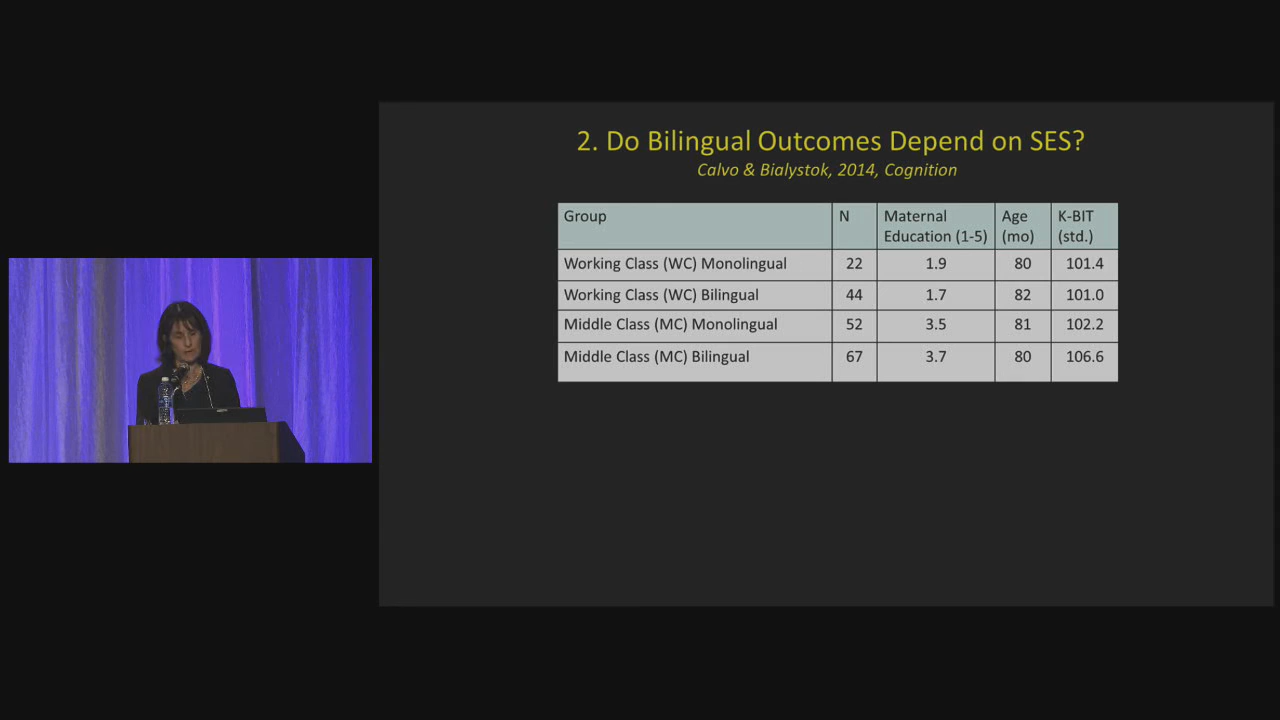 2. Do Bilingual Outcomes Depend on SES?
Calvo & Bialystok, 2014, Cognition
Group N Maternal Education (1-5) Age (mo) K-BIT (std.)
Working Class (WC) Monolingual 22 1.9 80 101.4
Working Class (WC) Bilingual 44 1.7 82 101.0
Middle Class (MC) Monolingual 52 3.5 81 102.2
Middle Class (MC) Bilingual 67 3.7 80 106.6